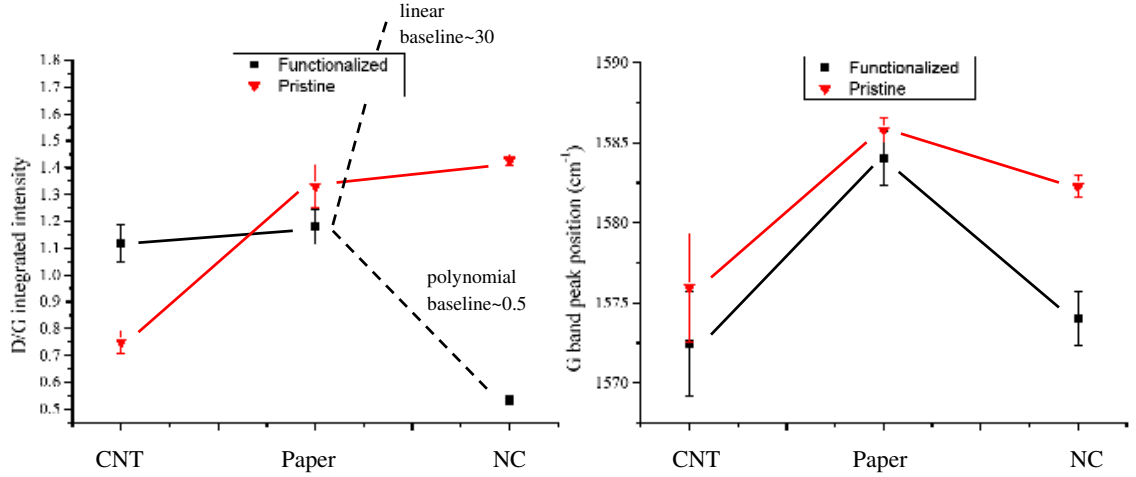 linear
baseline~30
Functionalized
Pristine
polynomial
baseline~0.5
D/G integrated intensity
1.8
1.7
1.6
1.5
1.4
1.3
1.2
1.1
1.0
0.9
0.8
0.7
0.6
0.5
CNT Paper NC
Functionalized
Pristine
G band peak position (cm⁻¹)
1590
1585
1580
1575
1570
CNT Paper NC